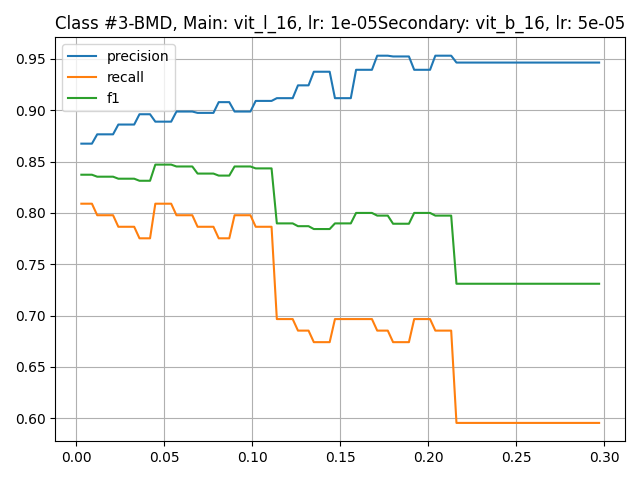 Class #3-BMD, Main: vit_l_16, lr: 1e-05Secondary: vit_b_16, lr: 5e-05
precision
recall
f1
0.95
0.90
0.85
0.80
0.75
0.70
0.65
0.60
0.00 0.05 0.10 0.15 0.20 0.25 0.30